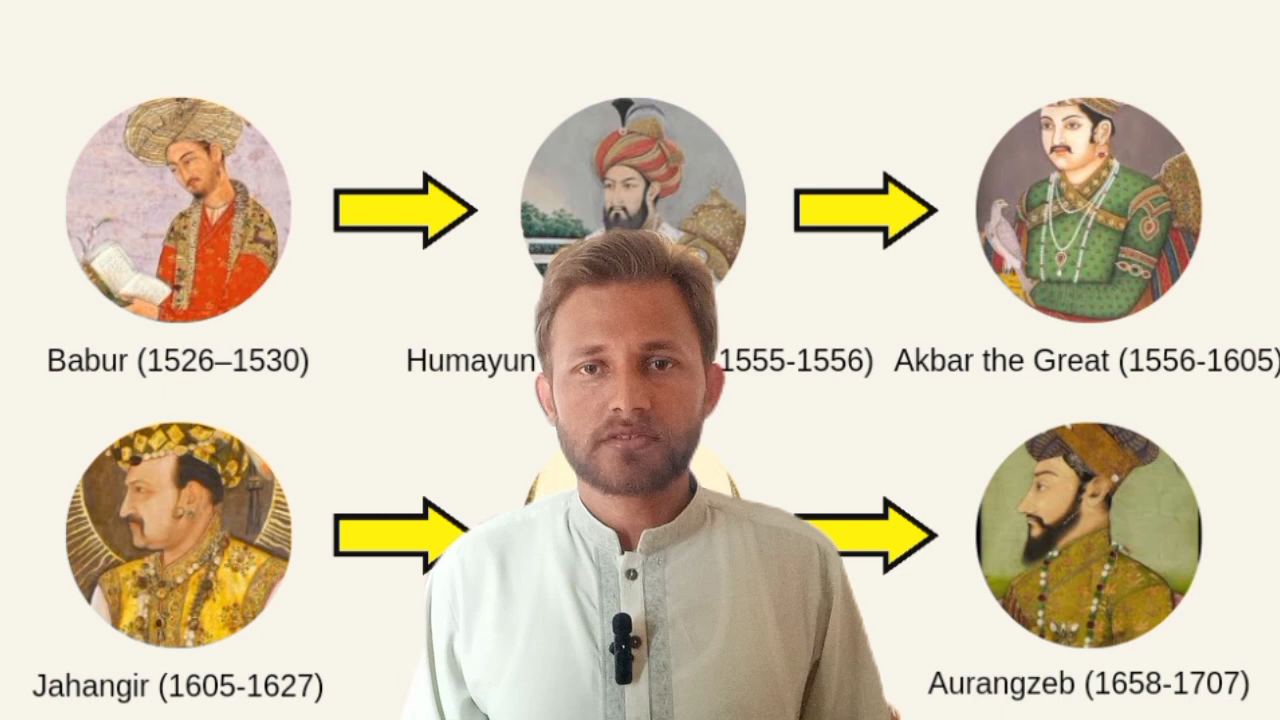 Babur (1526–1530)
Humayun 1555-1556)
Akbar the Great (1556-1605)
Jahangir (1605-1627)
Aurangzeb (1658-1707)